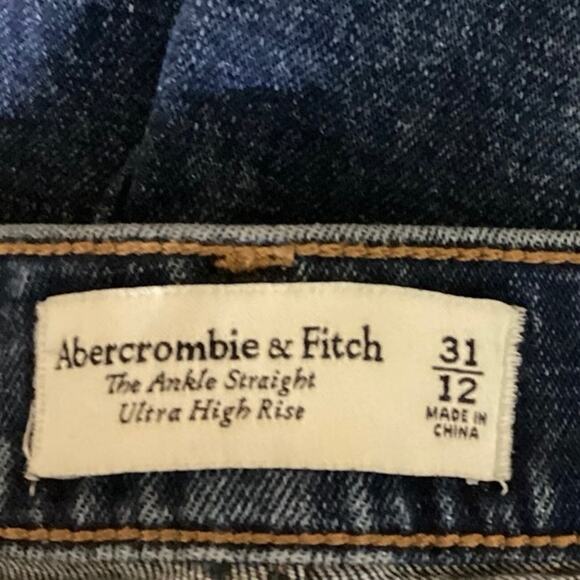 Abercrombie & Fitch
The Ankle Straight
Ultra High Rise
31
12
MADE IN
CHINA